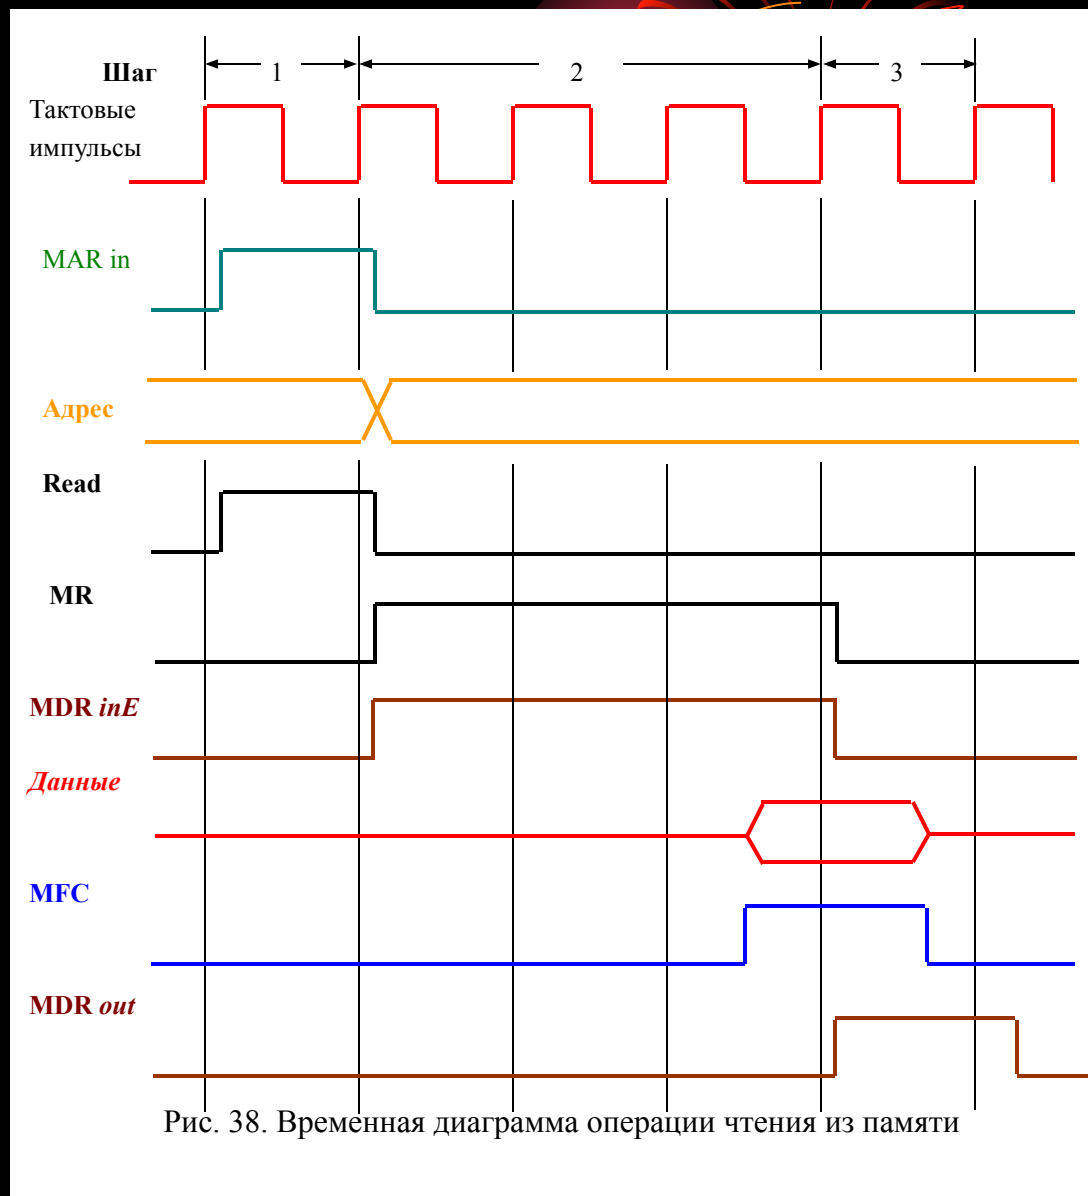 Шаг 1 2 3
Тактовые
импульсы
MAR in
Адрес
Read
MR
MDR inE
Данные
MFC
MDR out
Рис. 38. Временная диаграмма операции чтения из памяти